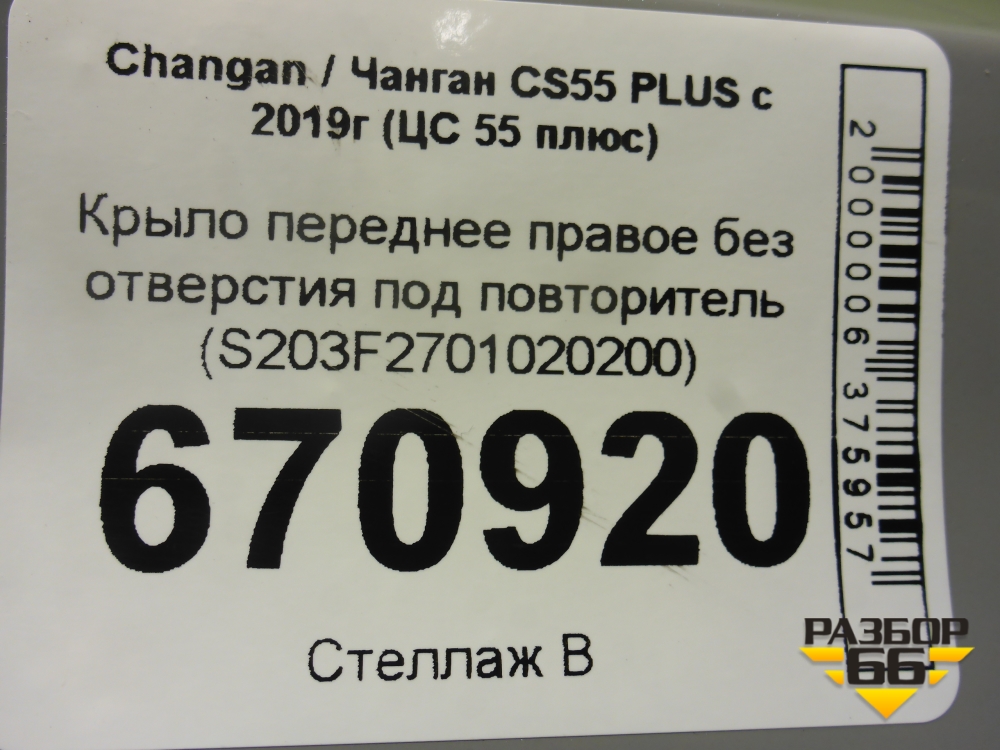 Changan / Чанган CS55 PLUS с
2019г (ЦС 55 плюс)
Крыло переднее правое без
отверстия под повторитель
(S203F2701020200)
670920
Стеллаж В
2000006375957
РАЗБОР
66